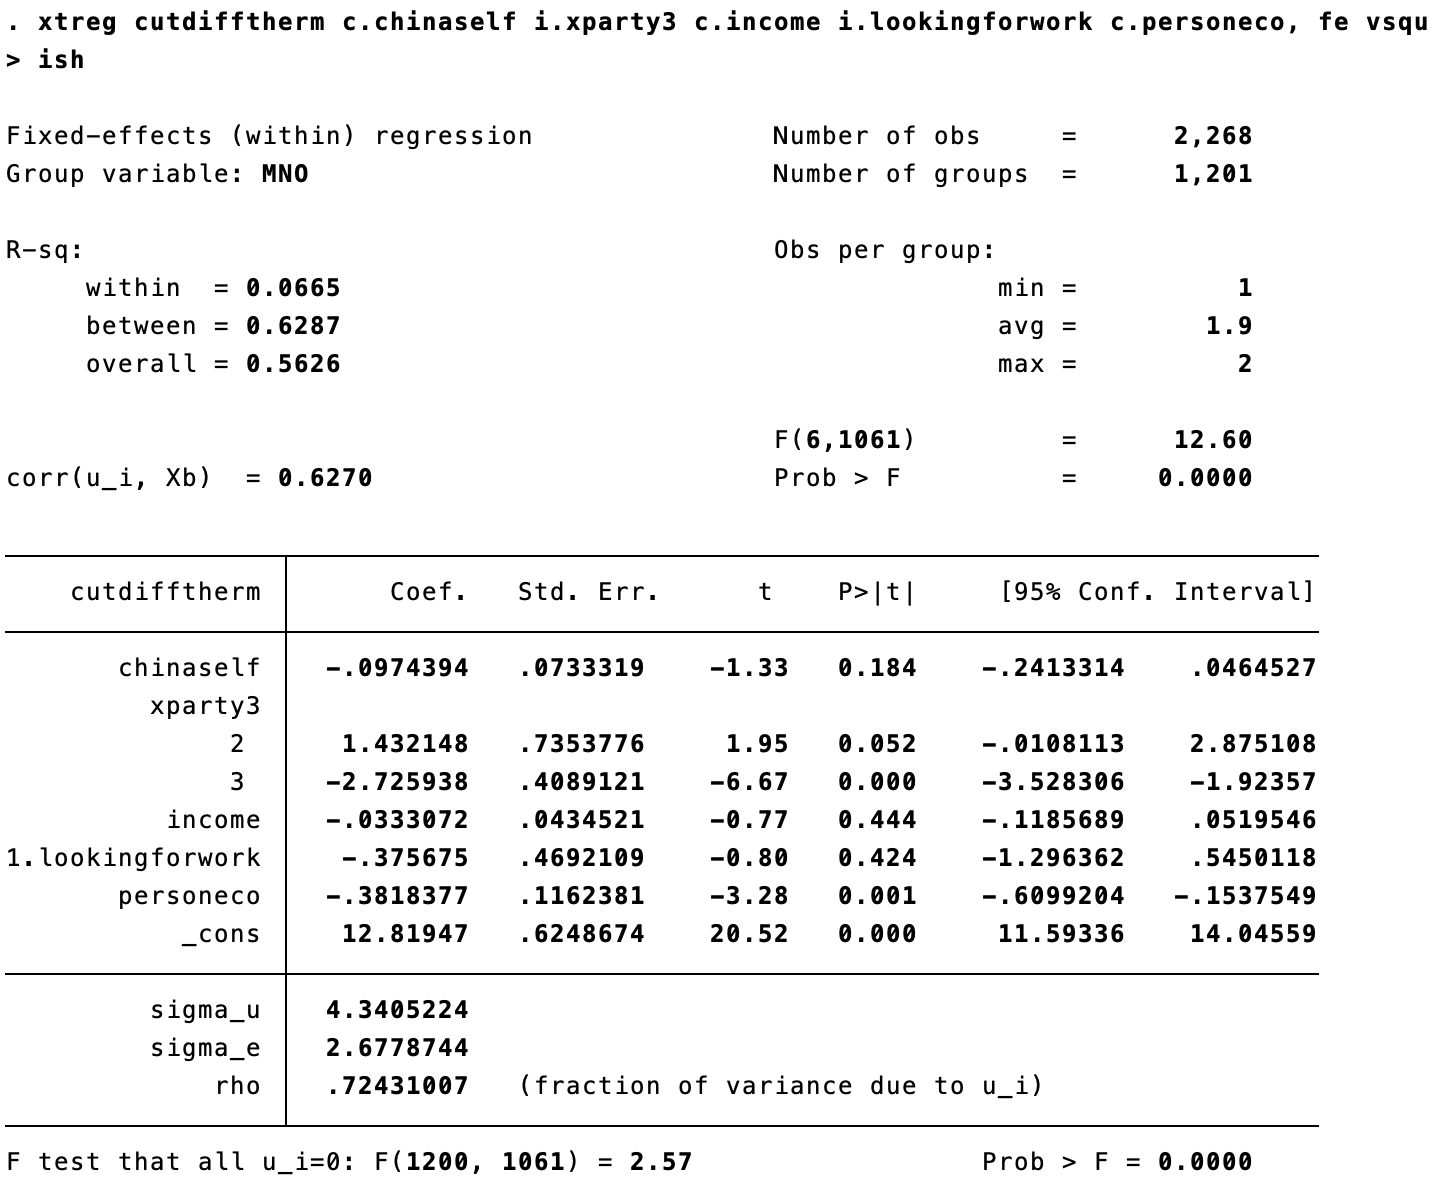 . xtreg cutdifftherm c.chinaself i.xparty3 c.income i.lookingforwork c.personeco, fe vsqu
> ish
Fixed-effects (within) regression Number of obs = 2,268
Group variable: MNO Number of groups = 1,201
R-sq: Obs per group:
within = 0.0665 min = 1
between = 0.6287 avg = 1.9
overall = 0.5626 max = 2
F(6,1061) = 12.60
corr(u_i, Xb) = 0.6270 Prob > F = 0.0000
cutdifftherm Coef. Std. Err. t P>|t| [95% Conf. Interval]
chinaself -.0974394 .0733319 -1.33 0.184 -.2413314 .0464527
xparty3
2 1.432148 .7353776 1.95 0.052 -.0108113 2.875108
3 -2.725938 .4089121 -6.67 0.000 -3.528306 -1.92357
income -.0333072 .0434521 -0.77 0.444 -.1185689 .0519546
1.lookingforwork -.375675 .4692109 -0.80 0.424 -1.296362 .5450118
personeco -.3818377 .1162381 -3.28 0.001 -.6099204 -.1537549
_cons 12.81947 .6248674 20.52 0.000 11.59336 14.04559
sigma_u 4.3405224
sigma_e 2.6778744
rho .72431007 (fraction of variance due to u_i)
F test that all u_i=0: F(1200, 1061) = 2.57 Prob > F = 0.0000